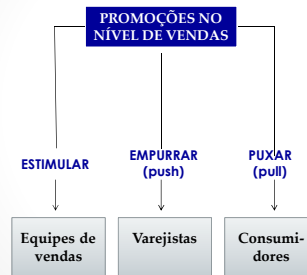 PROMOÇÕES NO
NÍVEL DE VENDAS
ESTIMULAR
EMPURRAR
(push)
PUXAR
(pull)
Equipes de
vendas
Varejistas
Consumi-
dores